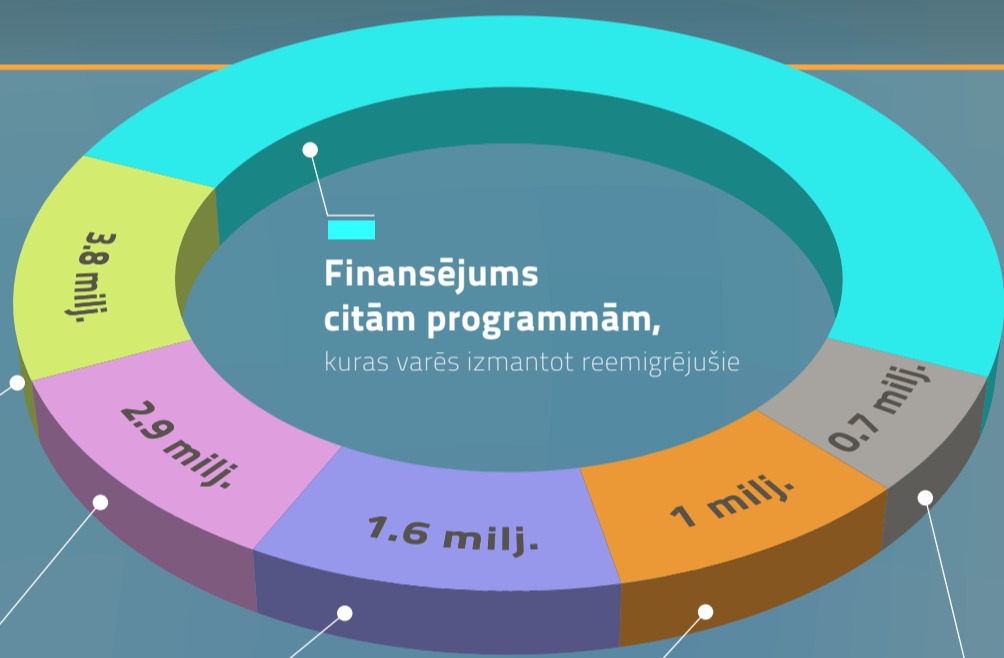 Finansējums
citām programmām,
kuras varēs izmantot reemigrējušie
3.8 milj.
2.9 milj.
1.6 milj.
1 milj.
0.7 milj.